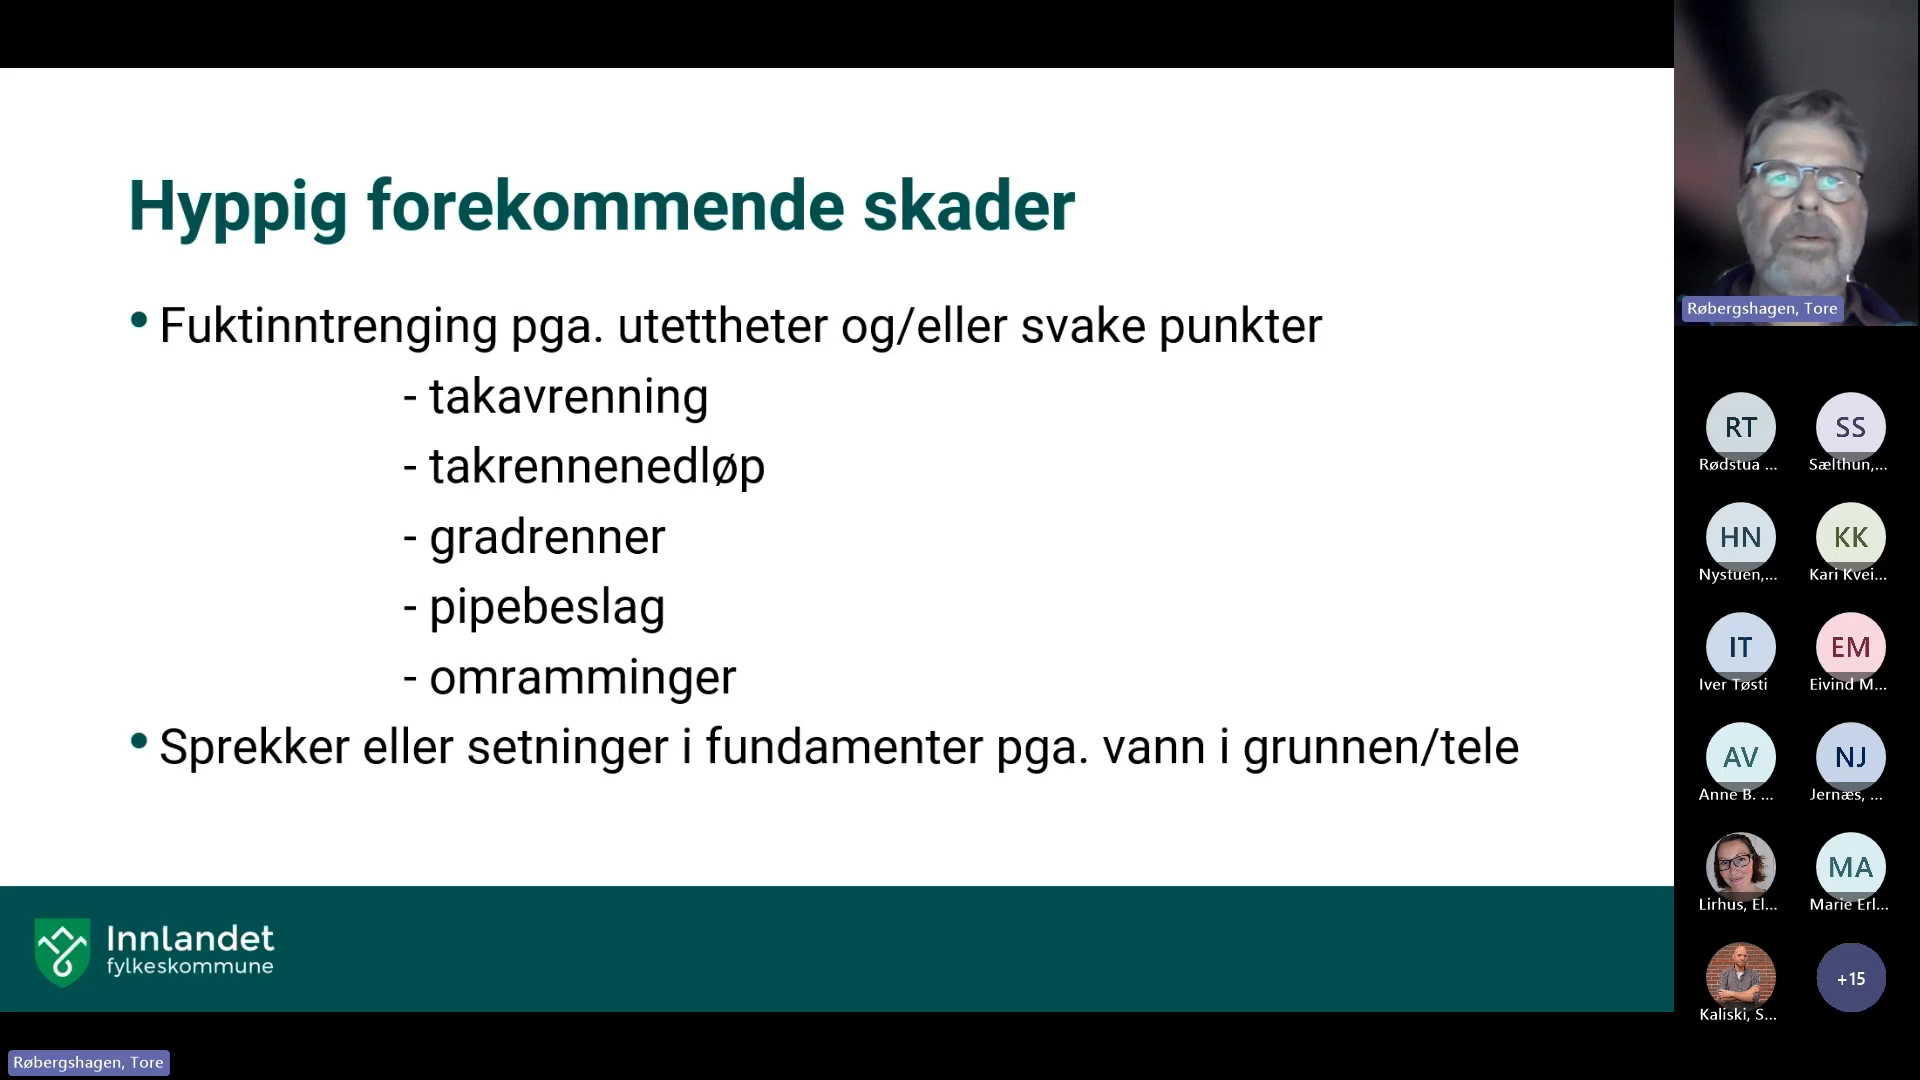 Hyppig forekommende skader
• Fuktinntrenging pga. utettheter og/eller svake punkter
- takavrenning
- takrennenedløp
- gradrenner
- pipebeslag
- omramminger
• Sprekker eller setninger i fundamenter pga. vann i grunnen/tele
Innlandet
fylkeskommune
Røbergshagen, Tore
Røbergshagen, Tore
RT
Rødstua ...
SS
Sælthun,...
HN
Nystuen,...
KK
Kari Kvei...
IT
Iver Tøsti
EM
Eivind M...
AV
Anne B. ...
NJ
Jernæs, ...
Lirhus, El...
MA
Marie Erl...
Kaliski, S...
+15